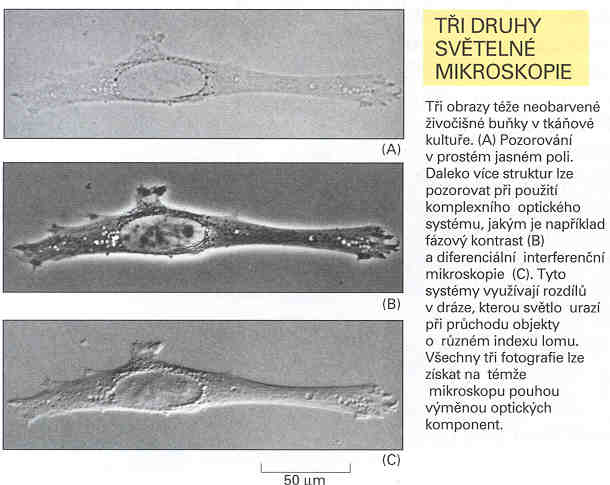 TŘI DRUHY
SVĚTELNÉ
MIKROSKOPIE
Tři obrazy téže neobarvené
živočišné buňky v tkáňové
kultuře. (A) Pozorování
v prostém jasném poli.
Daleko více struktur lze
pozorovat při použití
komplexního optického
systému, jakým je například
fázový kontrast (B)
a diferenciální interferenční
mikroskopie (C). Tyto
systémy využívají rozdílů
v dráze, kterou světlo urazí
při průchodu objekty
o různém indexu lomu.
Všechny tři fotografie lze
získat na témže
mikroskopu pouhou
výměnou optických
komponent.
(A)
(B)
(C)
50 μm